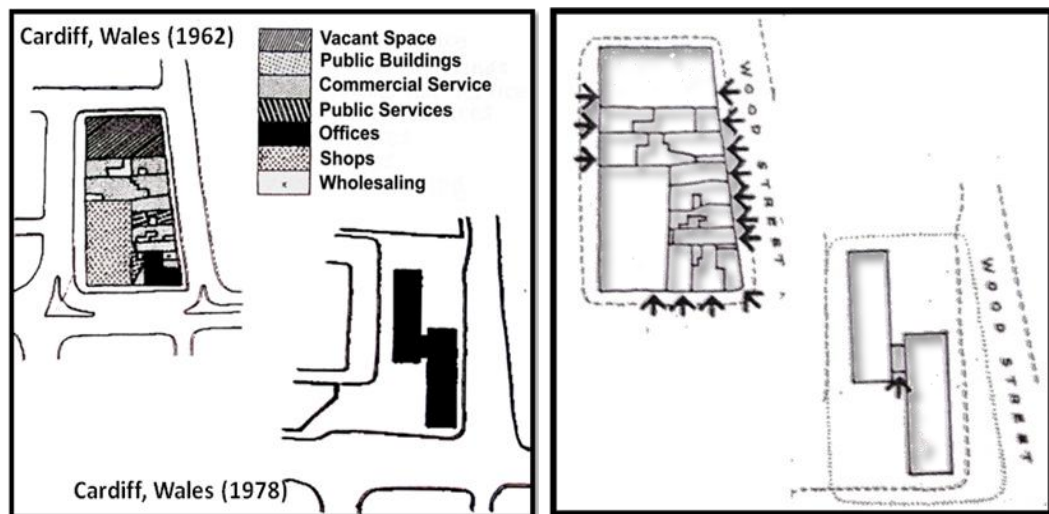 Cardiff, Wales (1962)
Vacant Space
Public Buildings
Commercial Service
Public Services
Offices
Shops
Wholesaling
Cardiff, Wales (1978)
WOOD STREET
WOOD STREET